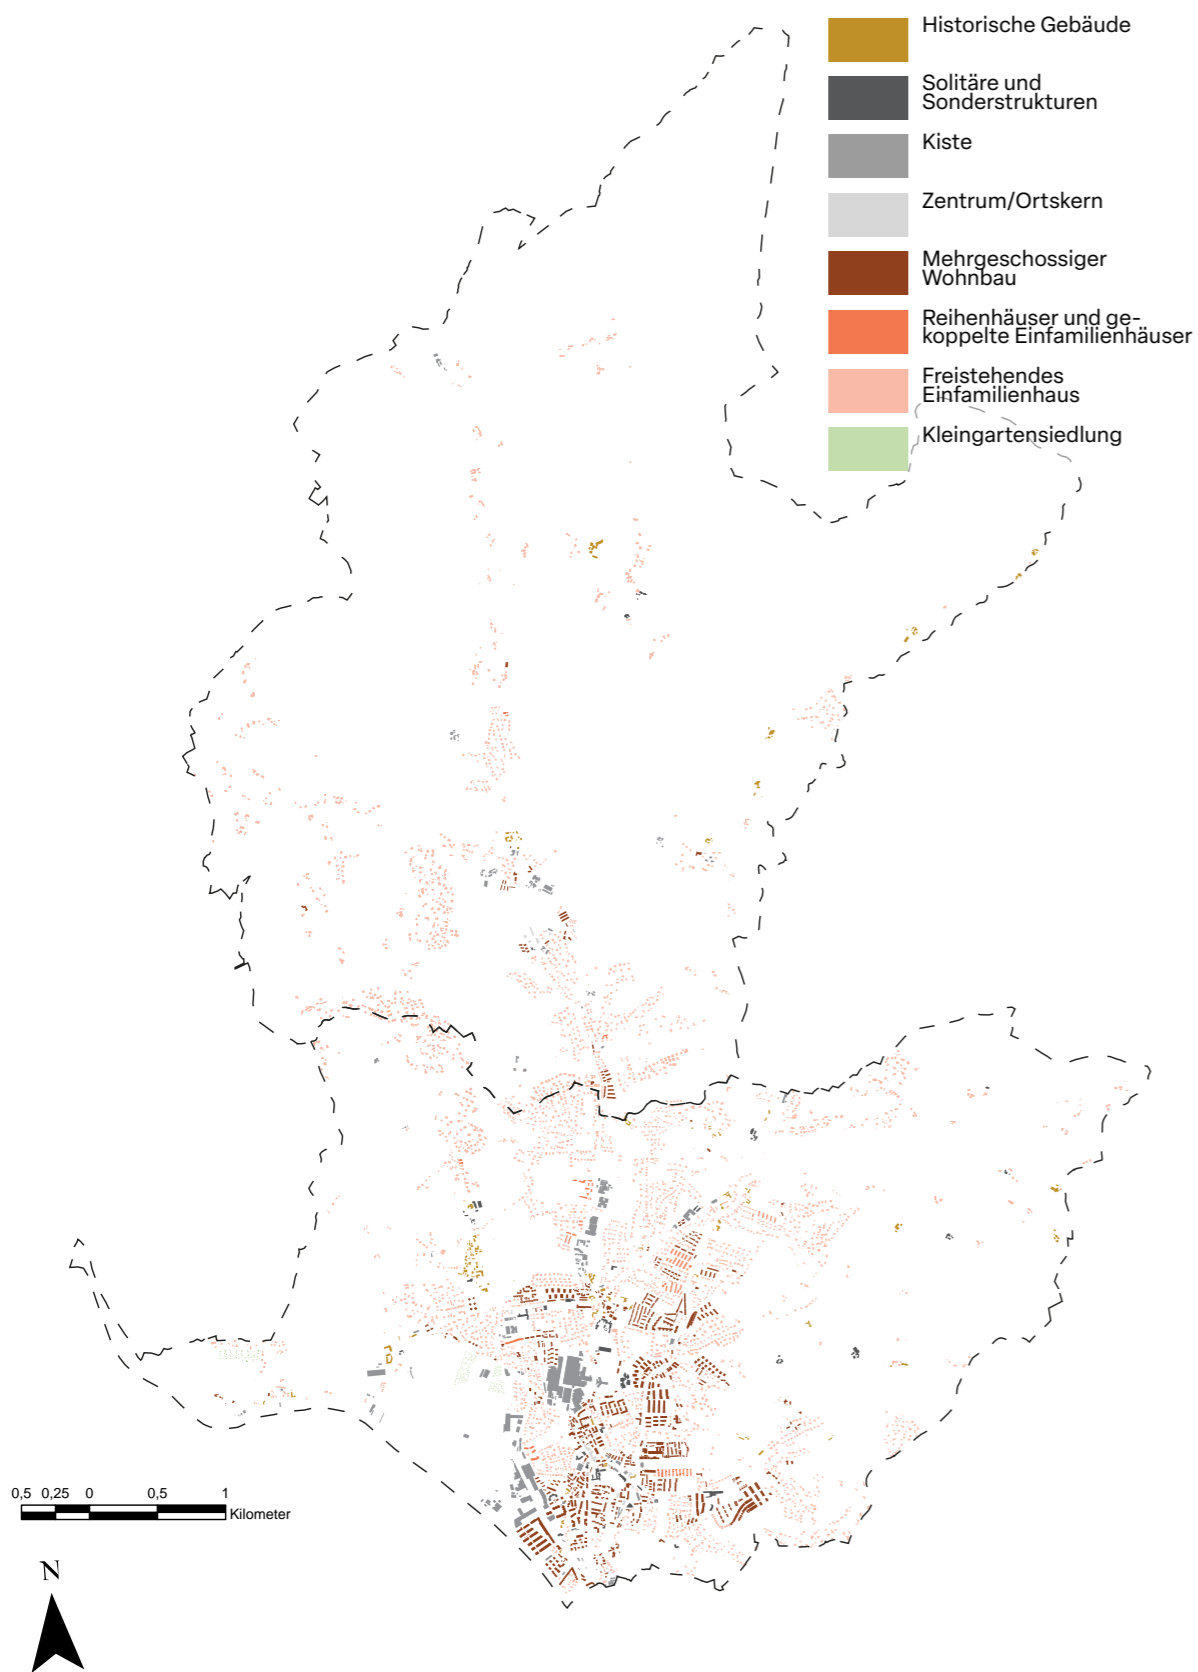 Historische Gebäude
Solitäre und
Sonderstrukturen
Kiste
Zentrum/Ortskern
Mehrgeschossiger
Wohnbau
Reihenhäuser und ge-
koppelte Einfamilienhäuser
Freistehendes
Einfamilienhaus
Kleingartensiedlung
0,5 0,25 0 0,5 1
Kilometer
N